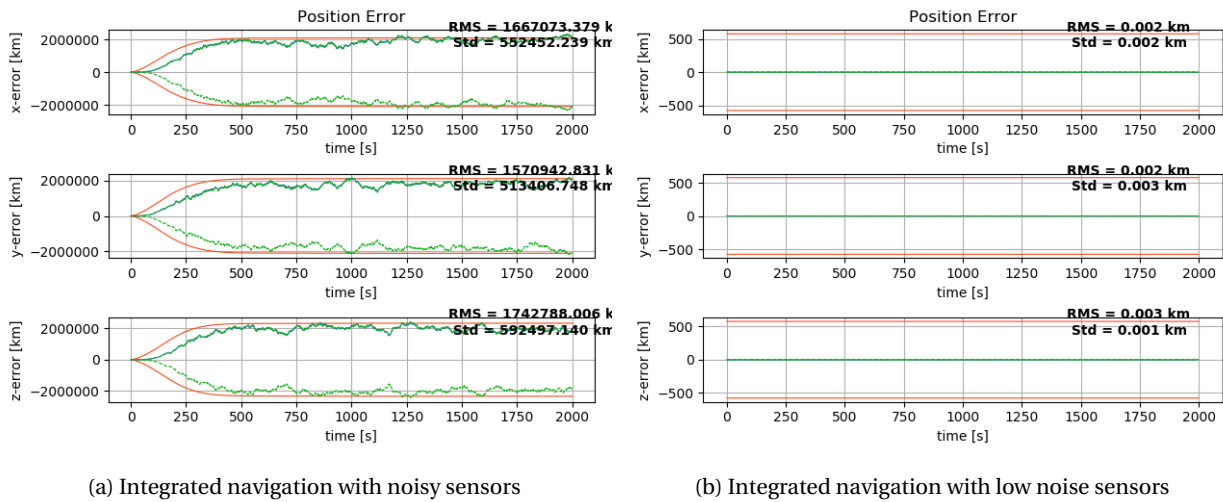 Position Error
RMS = 1667073.379 k
Std = 552452.239 km
2000000
0
−2000000
x-error [km]
0 250 500 750 1000 1250 1500 1750 2000
time [s]
RMS = 1570942.831 k
Std = 513406.748 km
2000000
0
−2000000
y-error [km]
0 250 500 750 1000 1250 1500 1750 2000
time [s]
RMS = 1742788.006 k
Std = 592497.140 km
2000000
0
−2000000
z-error [km]
0 250 500 750 1000 1250 1500 1750 2000
time [s]
(a) Integrated navigation with noisy sensors
Position Error
RMS = 0.002 km
Std = 0.002 km
500
0
−500
x-error [km]
0 250 500 750 1000 1250 1500 1750 2000
time [s]
RMS = 0.002 km
Std = 0.003 km
500
0
−500
y-error [km]
0 250 500 750 1000 1250 1500 1750 2000
time [s]
RMS = 0.003 km
Std = 0.001 km
500
0
−500
z-error [km]
0 250 500 750 1000 1250 1500 1750 2000
time [s]
(b) Integrated navigation with low noise sensors